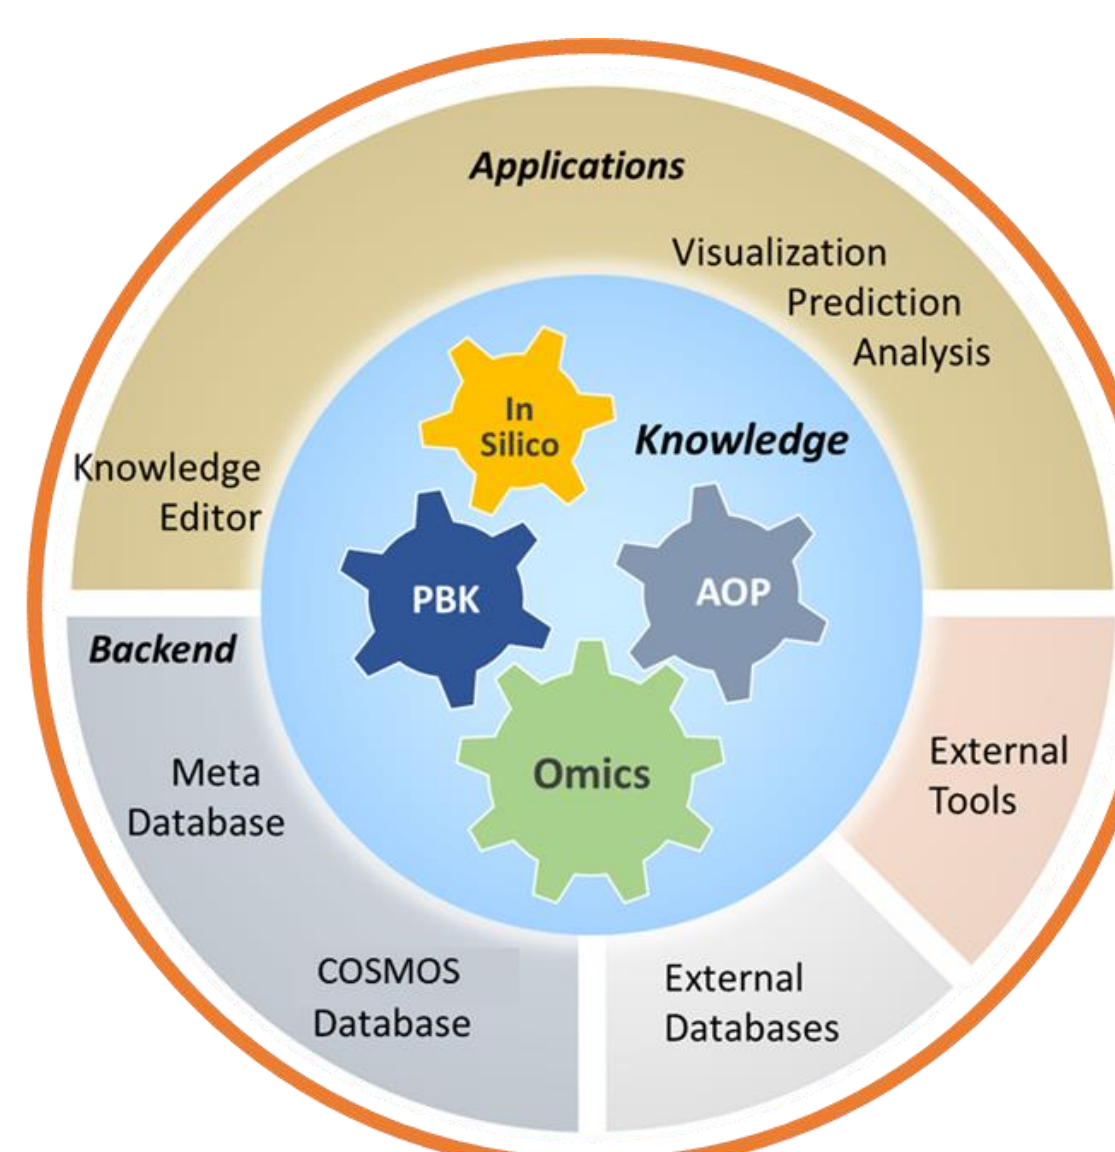 Applications
Visualization
Prediction
Analysis
Knowledge
Editor
In
Silico
Knowledge
PBK
AOP
Omics
Backend
Meta
Database
COSMOS
Database
External
Databases
External
Tools